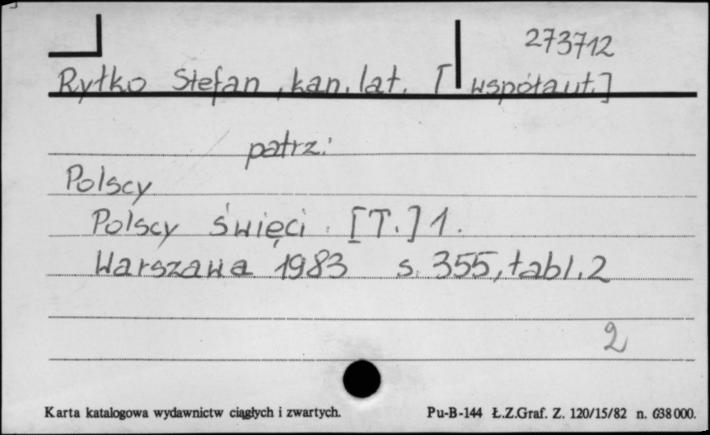 273712
Ryłko Stefan, kan. lat. [współaut.]
patrz:
Polscy
Polscy święci. [T.] 1.
Warszawa 1983 s. 355, tabl. 2
2
Karta katalogowa wydawnictw ciągłych i zwartych.
Pu-B-144 Ł.Z.Graf. Z. 120/15/82 n. 638000.